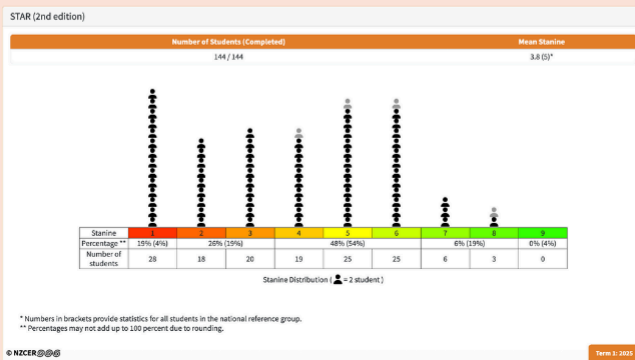 STAR (2nd edition)
Number of Students (Completed) Mean Stanine
144 / 144 3.8 (5)*
Stanine 1 2 3 4 5 6 7 8 9
Percentage ** 19% (4%) 26% (19%) 48% (54%) 6% (19%) 0% (4%)
Number of students 28 18 20 19 25 25 6 3 0
Stanine Distribution ( = 2 student )
* Numbers in brackets provide statistics for all students in the national reference group.
** Percentages may not add up to 100 percent due to rounding.
© NZCER Term 1: 2025